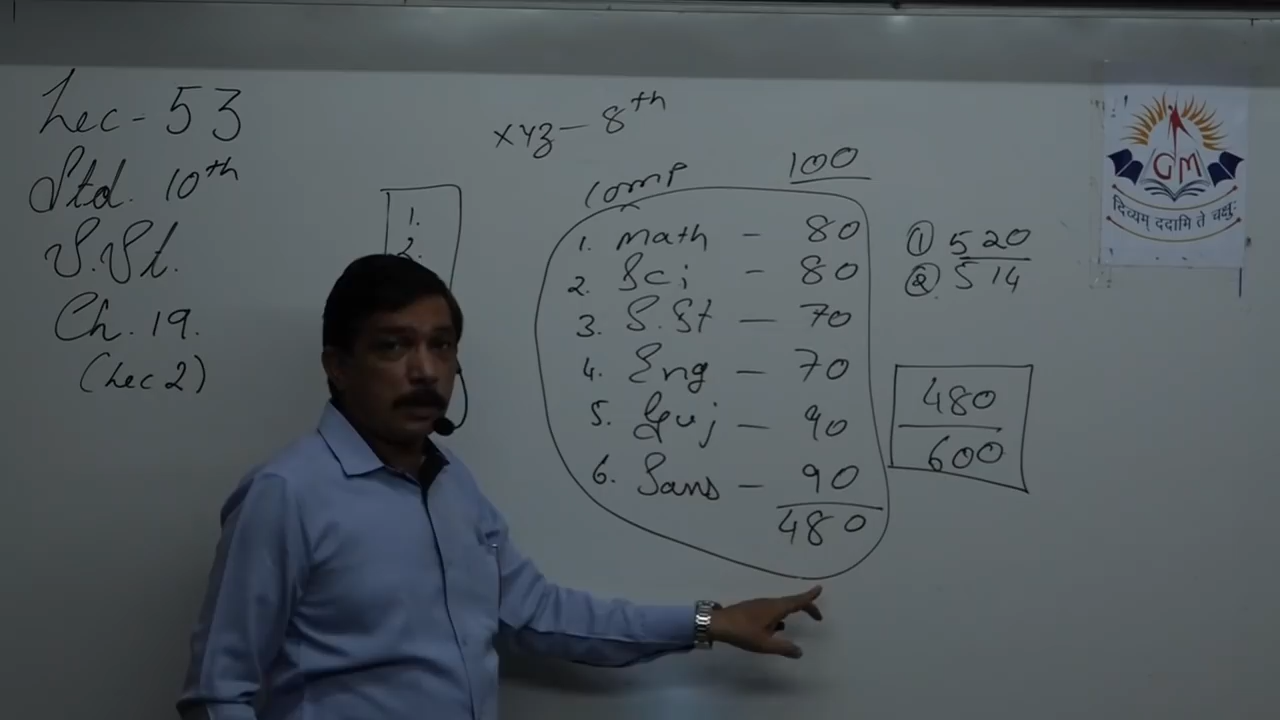 Lec - 53
Std. 10th
S.St.
Ch. 19.
(Lec 2)
1.
2.
xyz - 8th
comp 100
1. Math - 80
2. Sci - 80
3. S.St - 70
4. Eng - 70
5. Guj - 90
6. Sans - 90
480
① 520
② 514
480
600
GM
दिव्यम् ददामि ते चक्षुः